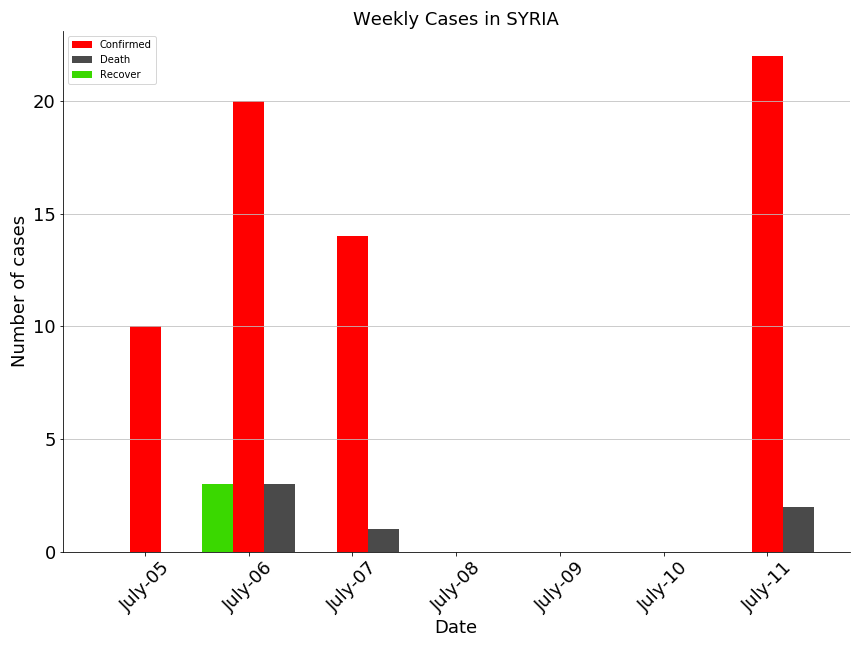 Weekly Cases in SYRIA
Confirmed
Death
Recover
Number of cases
20
15
10
5
0
July-05
July-06
July-07
July-08
July-09
July-10
July-11
Date